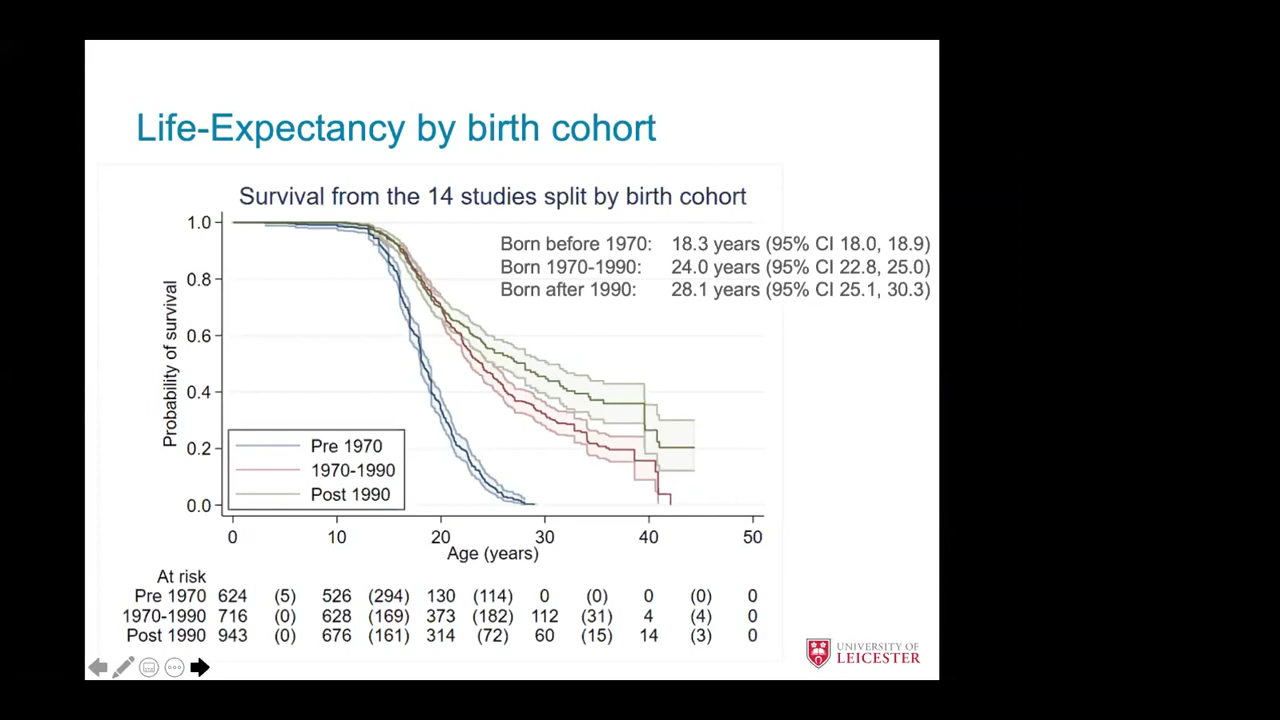 Life-Expectancy by birth cohort
Survival from the 14 studies split by birth cohort
Born before 1970: 18.3 years (95% CI 18.0, 18.9)
Born 1970-1990: 24.0 years (95% CI 22.8, 25.0)
Born after 1990: 28.1 years (95% CI 25.1, 30.3)
Probability of survival
1.0
0.8
0.6
0.4
0.2
0.0
Pre 1970
1970-1990
Post 1990
0 10 20 30 40 50
Age (years)
At risk
Pre 1970 624 (5) 526 (294) 130 (114) 0 (0) 0 (0) 0
1970-1990 716 (0) 628 (169) 373 (182) 112 (31) 4 (4) 0
Post 1990 943 (0) 676 (161) 314 (72) 60 (15) 14 (3) 0
UNIVERSITY OF
LEICESTER